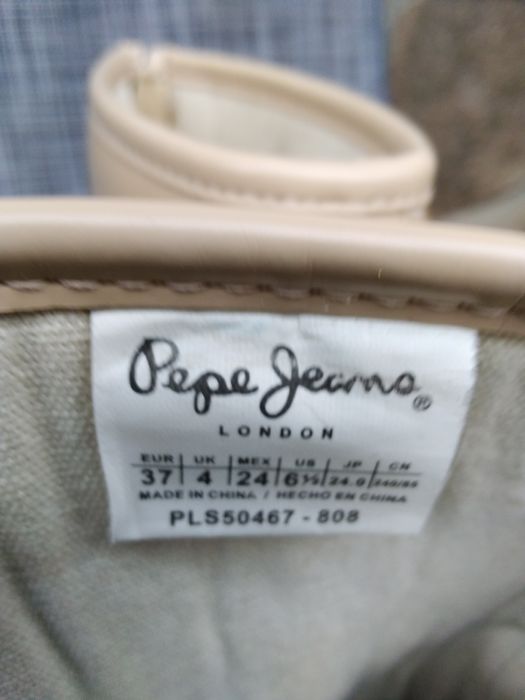 Pepe Jeans®
LONDON
EUR UK MEX US JP CN
37 4 24 6½ 24.0
MADE IN CHINA / HECHO EN CHINA
PLS50467 - 808